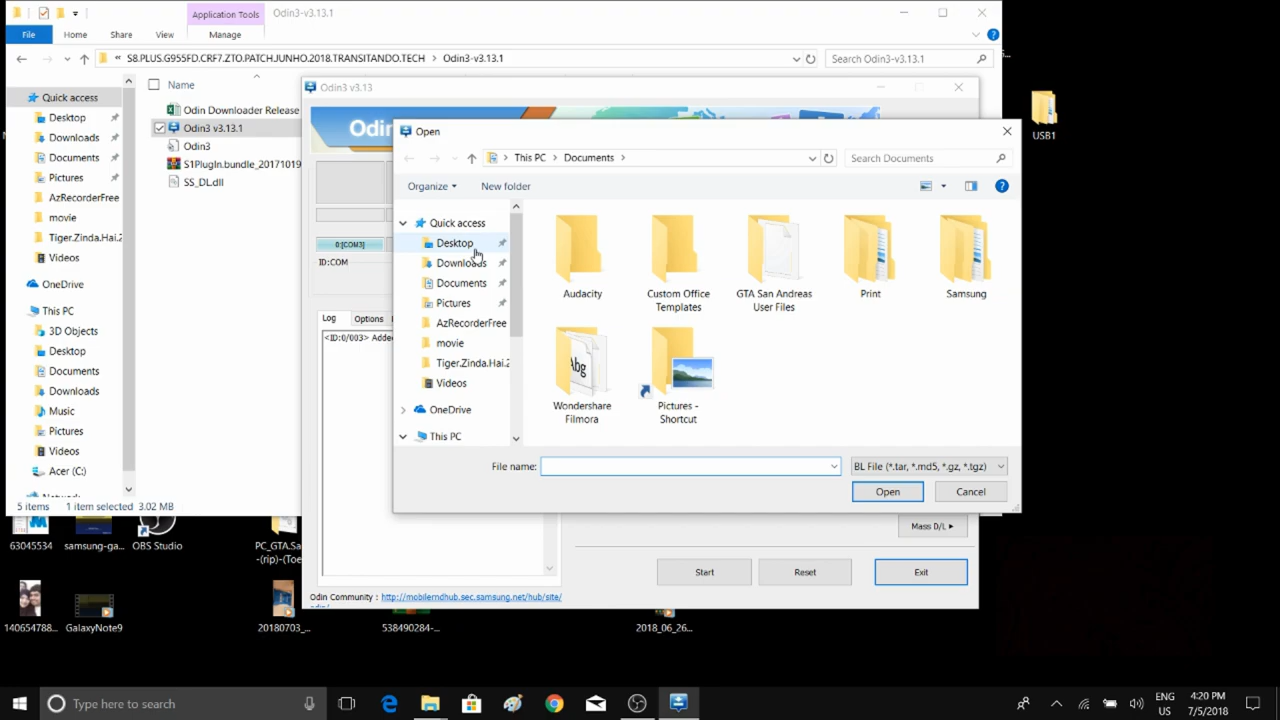 Application Tools
Odin3-v3.13.1
File
Home
Share
View
Manage
« S8.PLUS.G955FD.CRF7.ZTO.PATCH.JUNHO.2018.TRANSITANDO.TECH > Odin3-v3.13.1
Search Odin3-v3.13.1
Quick access
Desktop
Downloads
Documents
Pictures
AzRecorderFree
movie
Tiger.Zinda.Hai.2
Videos
OneDrive
This PC
3D Objects
Desktop
Documents
Downloads
Music
Pictures
Videos
Acer (C:)
Network
Name
Odin Downloader Release
Odin3 v3.13.1
Odin3
S1PlugIn.bundle_20171019
SS_DL.dll
5 items
1 item selected 3.02 MB
Odin3 v3.13
Odin
0:[COM3]
ID:COM
Log
Options
<ID:0/003> Adde
Odin Community : http://mobilerndhub.sec.samsung.net/hub/site/
odin/
Mass D/L
Start
Reset
Exit
Open
This PC > Documents >
Search Documents
Organize
New folder
Quick access
Desktop
Downloads
Documents
Pictures
AzRecorderFree
movie
Tiger.Zinda.Hai.2
Videos
OneDrive
This PC
Audacity
Custom Office
Templates
GTA San Andreas
User Files
Print
Samsung
Abg
Wondershare
Filmora
Pictures -
Shortcut
File name:
BL File (*.tar, *.md5, *.gz, *.tgz)
Open
Cancel
USB1
63045534
samsung-ga...
OBS Studio
PC_GTA.Sa
-(rip)-(Toe
140654788...
GalaxyNote9
20180703_...
538490284-...
2018_06_26...
Type here to search
ENG
US
4:20 PM
7/5/2018